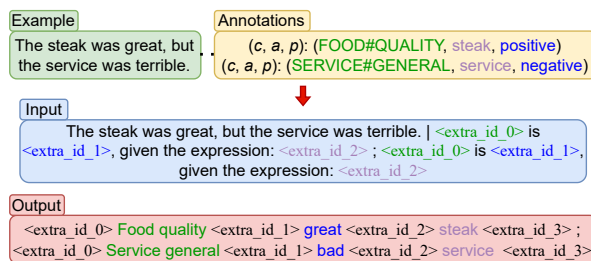 Example
Annotations
The steak was great, but
the service was terrible.
..
(c, a, p): (FOOD#QUALITY, steak, positive)
(c, a, p): (SERVICE#GENERAL, service, negative)
Input
The steak was great, but the service was terrible. | <extra_id_0> is
<extra_id_1>, given the expression: <extra_id_2> ; <extra_id_0> is <extra_id_1>,
given the expression: <extra_id_2>
Output
<extra_id_0> Food quality <extra_id_1> great <extra_id_2> steak <extra_id_3> ;
<extra_id_0> Service general <extra_id_1> bad <extra_id_2> service <extra_id_3>